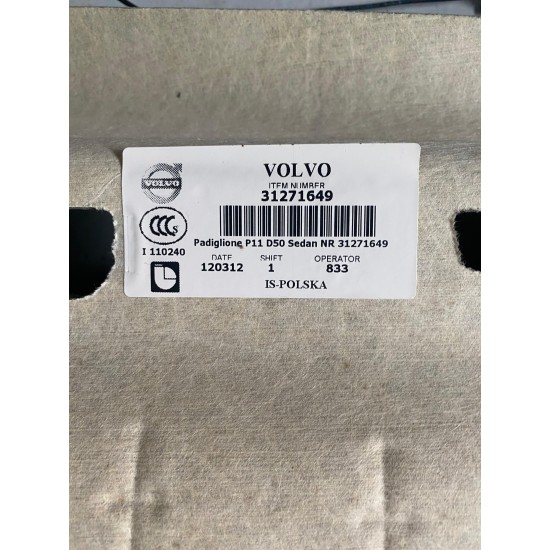 VOLVO
VOLVO
ITEM NUMBER
31271649
CCC S
I 110240
Padiglione P11 D50 Sedan NR 31271649
DATE SHIFT OPERATOR
120312 1 833
IS-POLSKA